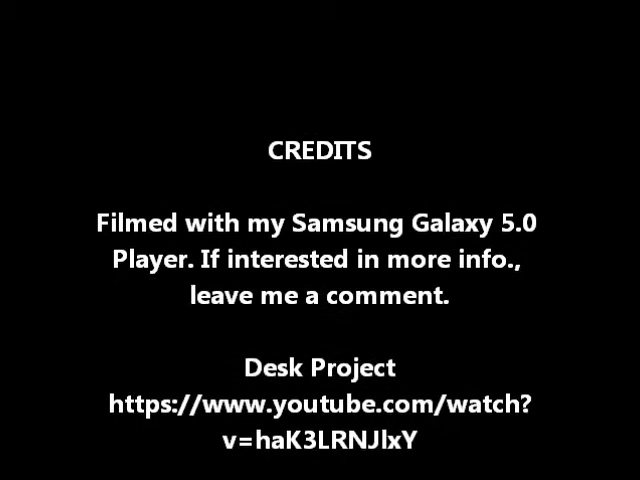 CREDITS
Filmed with my Samsung Galaxy 5.0
Player. If interested in more info.,
leave me a comment.
Desk Project
https://www.youtube.com/watch?
v=haK3LRNJlxY